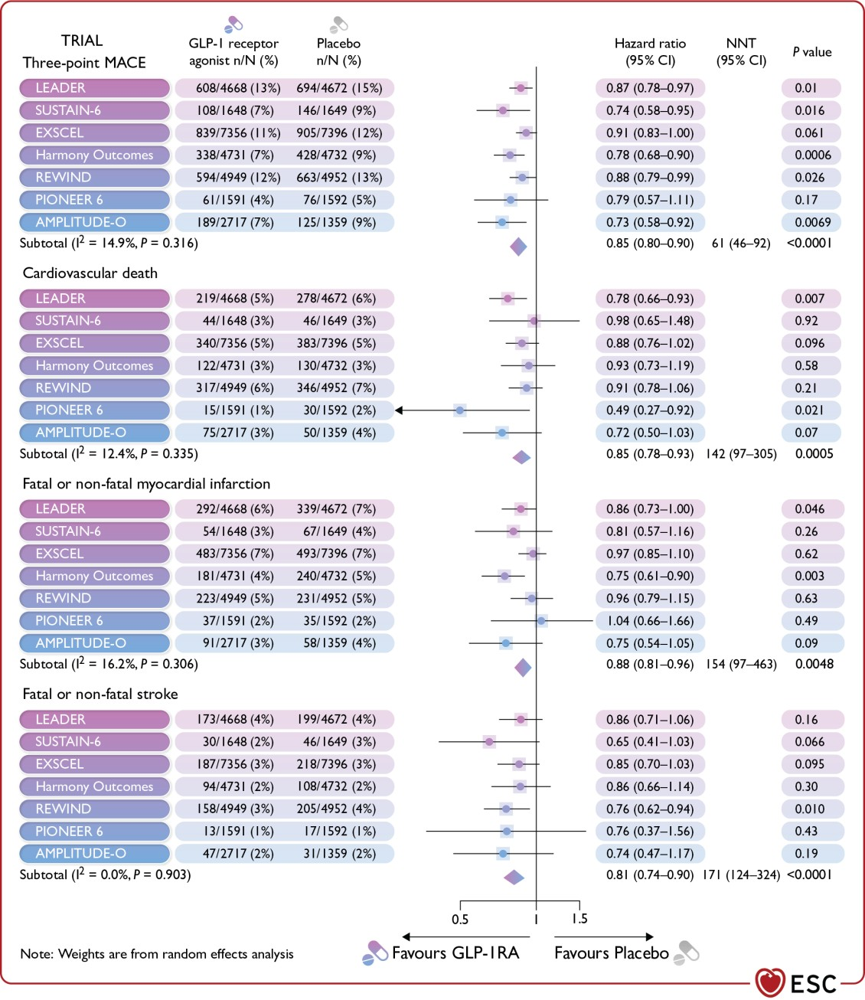 TRIAL
Three-point MACE
GLP-1 receptor
agonist n/N (%)
Placebo
n/N (%)
Hazard ratio
(95% CI)
NNT
(95% CI)
P value
LEADER 608/4668 (13%) 694/4672 (15%) 0.87 (0.78–0.97) 0.01
SUSTAIN-6 108/1648 (7%) 146/1649 (9%) 0.74 (0.58–0.95) 0.016
EXSCEL 839/7356 (11%) 905/7396 (12%) 0.91 (0.83–1.00) 0.061
Harmony Outcomes 338/4731 (7%) 428/4732 (9%) 0.78 (0.68–0.90) 0.0006
REWIND 594/4949 (12%) 663/4952 (13%) 0.88 (0.79–0.99) 0.026
PIONEER 6 61/1591 (4%) 76/1592 (5%) 0.79 (0.57–1.11) 0.17
AMPLITUDE-O 189/2717 (7%) 125/1359 (9%) 0.73 (0.58–0.92) 0.0069
Subtotal (I2 = 14.9%, P = 0.316) 0.85 (0.80–0.90) 61 (46–92) <0.0001
Cardiovascular death
LEADER 219/4668 (5%) 278/4672 (6%) 0.78 (0.66–0.93) 0.007
SUSTAIN-6 44/1648 (3%) 46/1649 (3%) 0.98 (0.65–1.48) 0.92
EXSCEL 340/7356 (5%) 383/7396 (5%) 0.88 (0.76–1.02) 0.096
Harmony Outcomes 122/4731 (3%) 130/4732 (3%) 0.93 (0.73–1.19) 0.58
REWIND 317/4949 (6%) 346/4952 (7%) 0.91 (0.78–1.06) 0.21
PIONEER 6 15/1591 (1%) 30/1592 (2%) 0.49 (0.27–0.92) 0.021
AMPLITUDE-O 75/2717 (3%) 50/1359 (4%) 0.72 (0.50–1.03) 0.07
Subtotal (I2 = 12.4%, P = 0.335) 0.85 (0.78–0.93) 142 (97–305) 0.0005
Fatal or non-fatal myocardial infarction
LEADER 292/4668 (6%) 339/4672 (7%) 0.86 (0.73–1.00) 0.046
SUSTAIN-6 54/1648 (3%) 67/1649 (4%) 0.81 (0.57–1.16) 0.26
EXSCEL 483/7356 (7%) 493/7396 (7%) 0.97 (0.85–1.10) 0.62
Harmony Outcomes 181/4731 (4%) 240/4732 (5%) 0.75 (0.61–0.90) 0.003
REWIND 223/4949 (5%) 231/4952 (5%) 0.96 (0.79–1.15) 0.63
PIONEER 6 37/1591 (2%) 35/1592 (2%) 1.04 (0.66–1.66) 0.49
AMPLITUDE-O 91/2717 (3%) 58/1359 (4%) 0.75 (0.54–1.05) 0.09
Subtotal (I2 = 16.2%, P = 0.306) 0.88 (0.81–0.96) 154 (97–463) 0.0048
Fatal or non-fatal stroke
LEADER 173/4668 (4%) 199/4672 (4%) 0.86 (0.71–1.06) 0.16
SUSTAIN-6 30/1648 (2%) 46/1649 (3%) 0.65 (0.41–1.03) 0.066
EXSCEL 187/7356 (3%) 218/7396 (3%) 0.85 (0.70–1.03) 0.095
Harmony Outcomes 94/4731 (2%) 108/4732 (2%) 0.86 (0.66–1.14) 0.30
REWIND 158/4949 (3%) 205/4952 (4%) 0.76 (0.62–0.94) 0.010
PIONEER 6 13/1591 (1%) 17/1592 (1%) 0.76 (0.37–1.56) 0.43
AMPLITUDE-O 47/2717 (2%) 31/1359 (2%) 0.74 (0.47–1.17) 0.19
Subtotal (I2 = 0.0%, P = 0.903) 0.81 (0.74–0.90) 171 (124–324) <0.0001
0.5 1 1.5
Note: Weights are from random effects analysis
Favours GLP-1RA
Favours Placebo
ESC